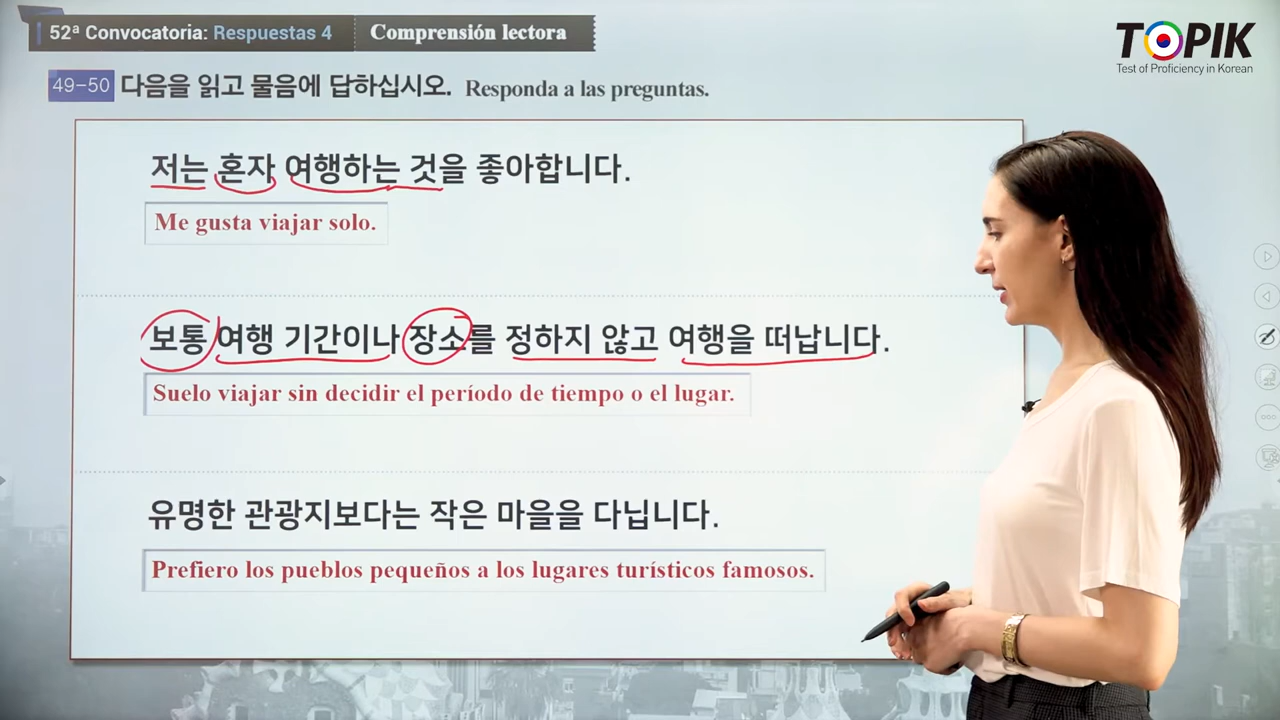 52ª Convocatoria: Respuestas 4 Comprensión lectora
TOPIK
Test of Proficiency in Korean
49-50 다음을 읽고 물음에 답하십시오. Responda a las preguntas.
저는 혼자 여행하는 것을 좋아합니다.
Me gusta viajar solo.
보통 여행 기간이나 장소를 정하지 않고 여행을 떠납니다.
Suelo viajar sin decidir el período de tiempo o el lugar.
유명한 관광지보다는 작은 마을을 다닙니다.
Prefiero los pueblos pequeños a los lugares turísticos famosos.